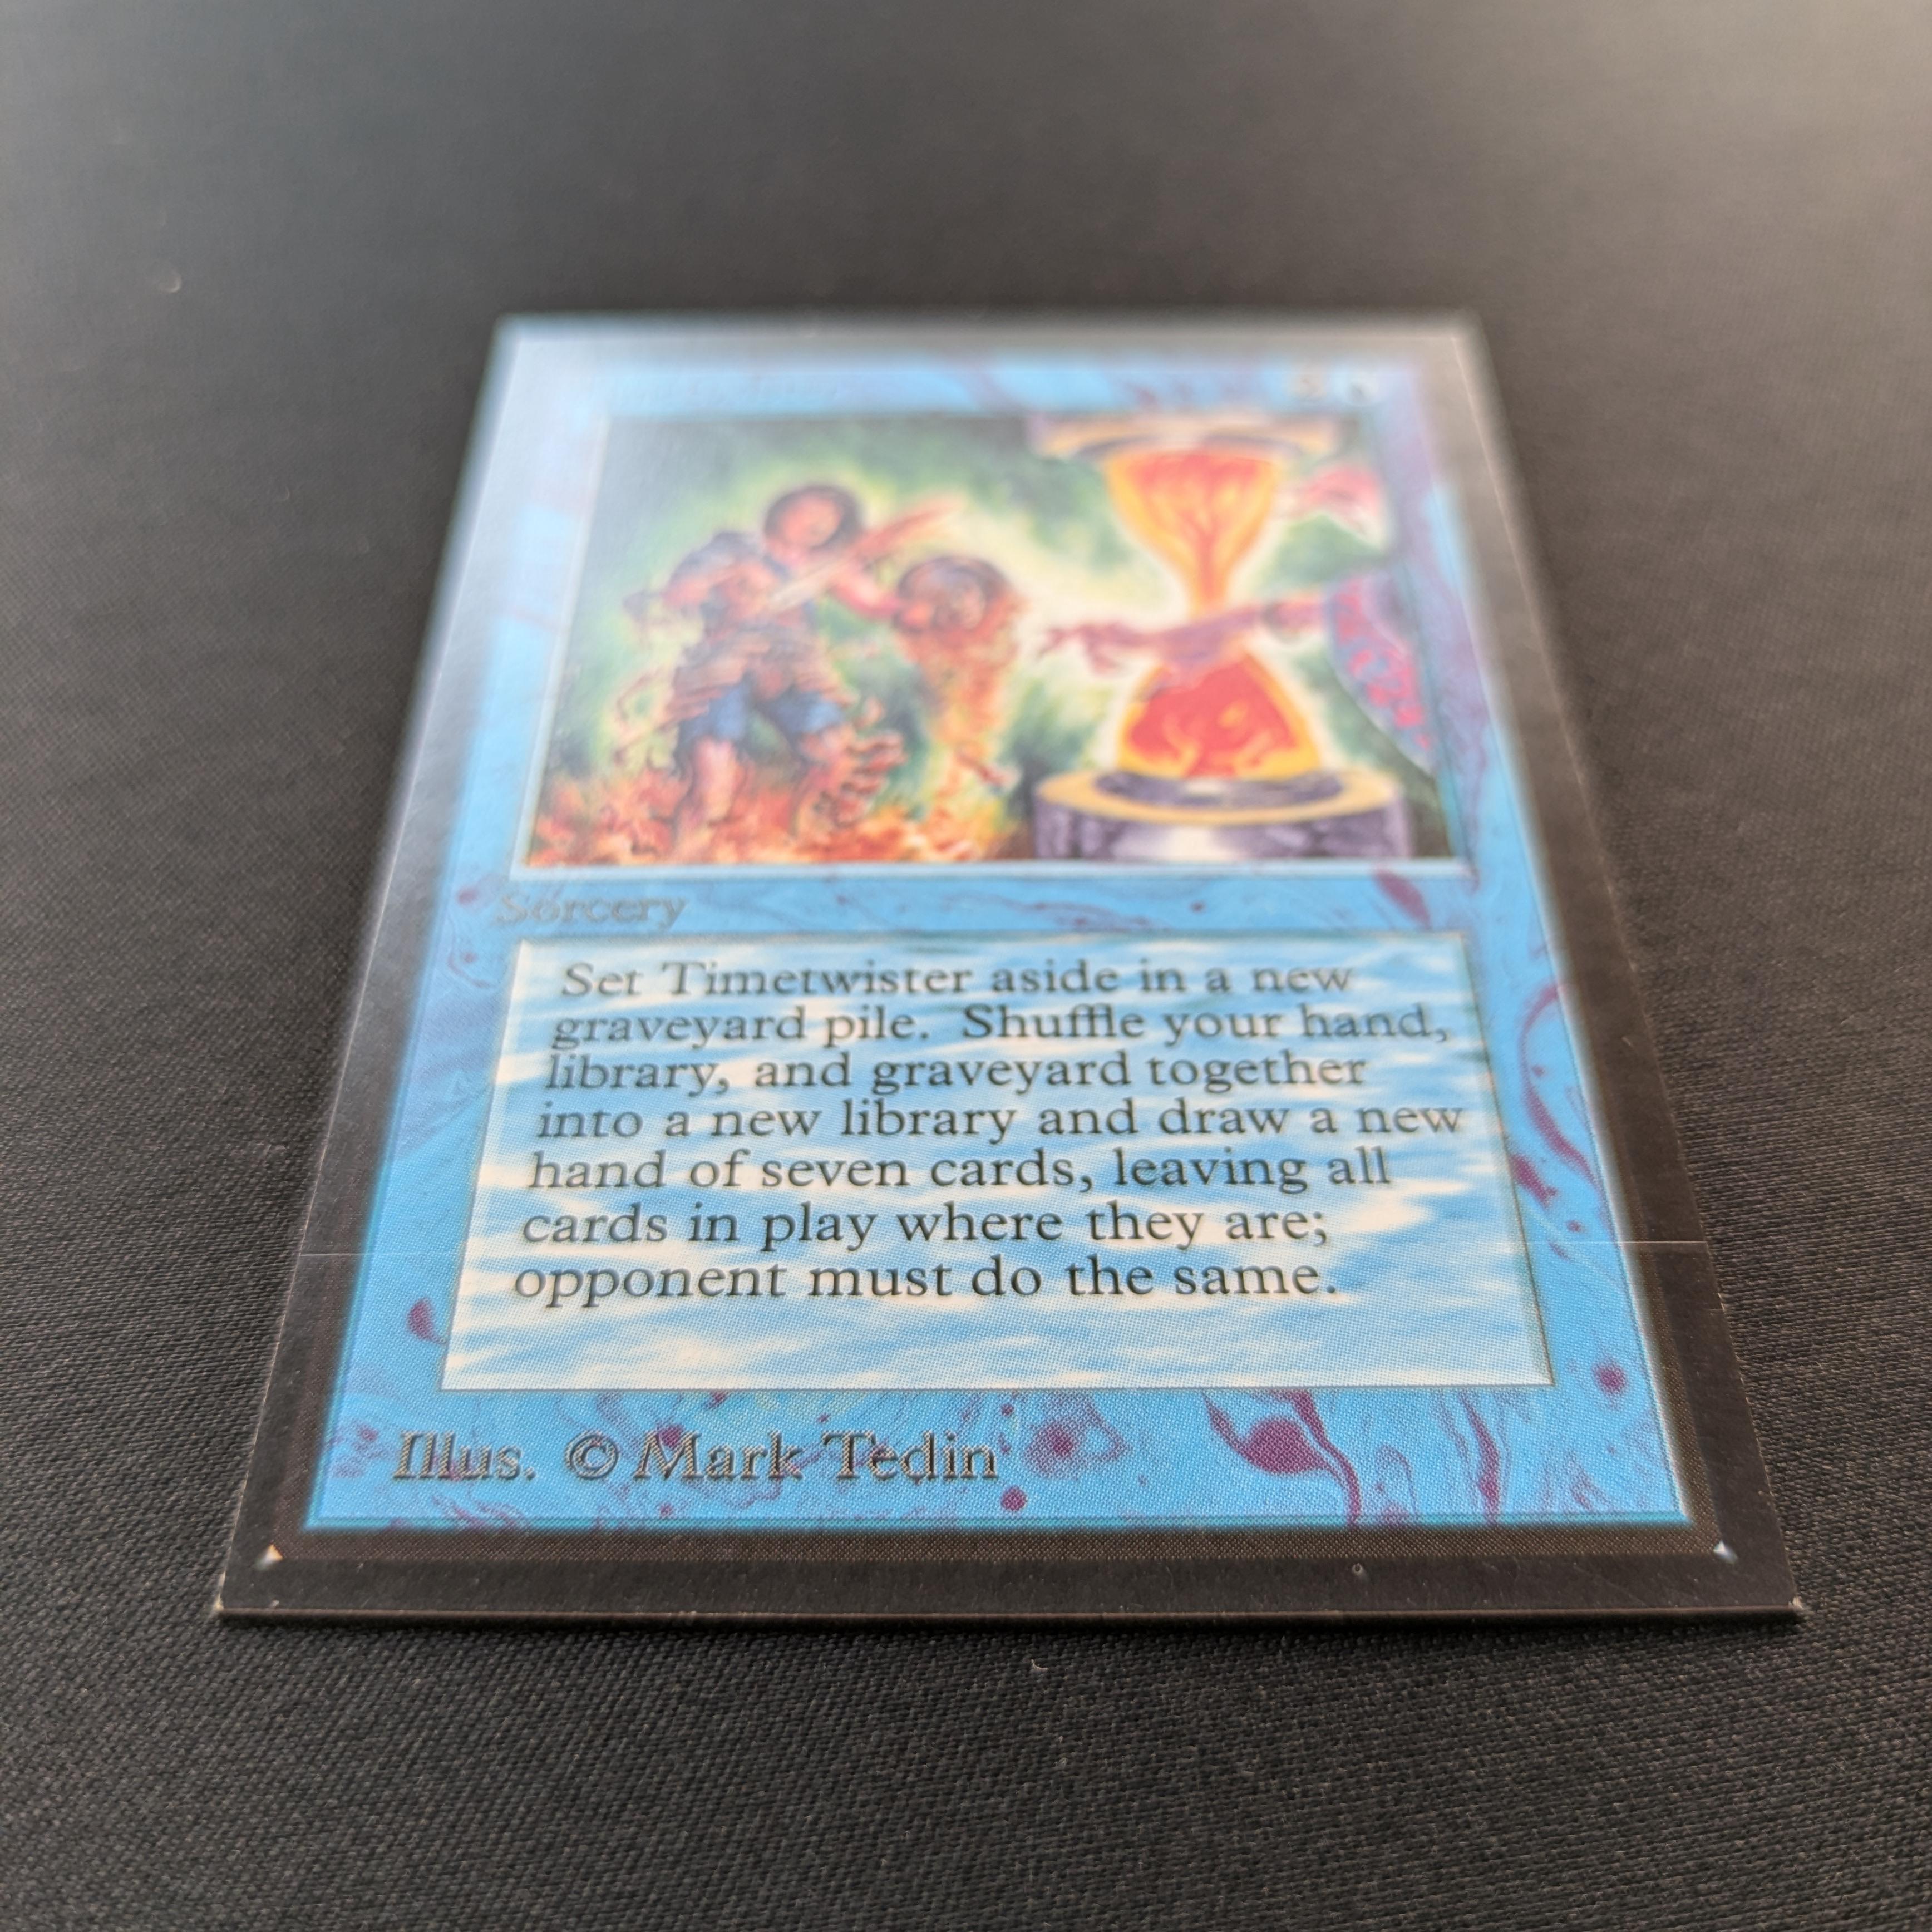 Sorcery
Set Timetwister aside in a new
graveyard pile.  Shuffle your hand,
library, and graveyard together
into a new library and draw a new
hand of seven cards, leaving all
cards in play where they are;
opponent must do the same.
Illus. © Mark Tedin